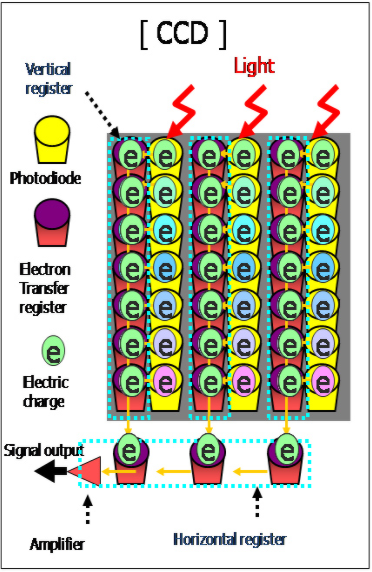 [ CCD ]
Vertical
register
Light
Photodiode
Electron
Transfer
register
Electric
charge
e e e e e e
e e e e e e
e e e e e e
e e e e e e
e e e e e e
e e e e e e
e e e e e e
e
Signal output
e e e
Amplifier
Horizontal register